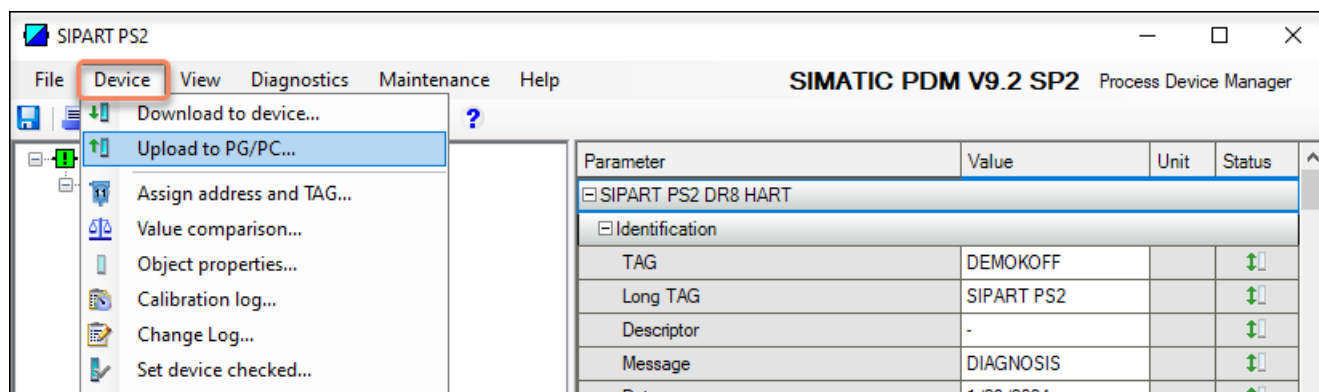 SIPART PS2
File Device View Diagnostics Maintenance Help SIMATIC PDM V9.2 SP2 Process Device Manager
Download to device...
Upload to PG/PC...
Assign address and TAG...
Value comparison...
Object properties...
Calibration log...
Change Log...
Set device checked...
Parameter Value Unit Status
SIPART PS2 DR8 HART
Identification
TAG DEMOKOFF
Long TAG SIPART PS2
Descriptor -
Message DIAGNOSIS